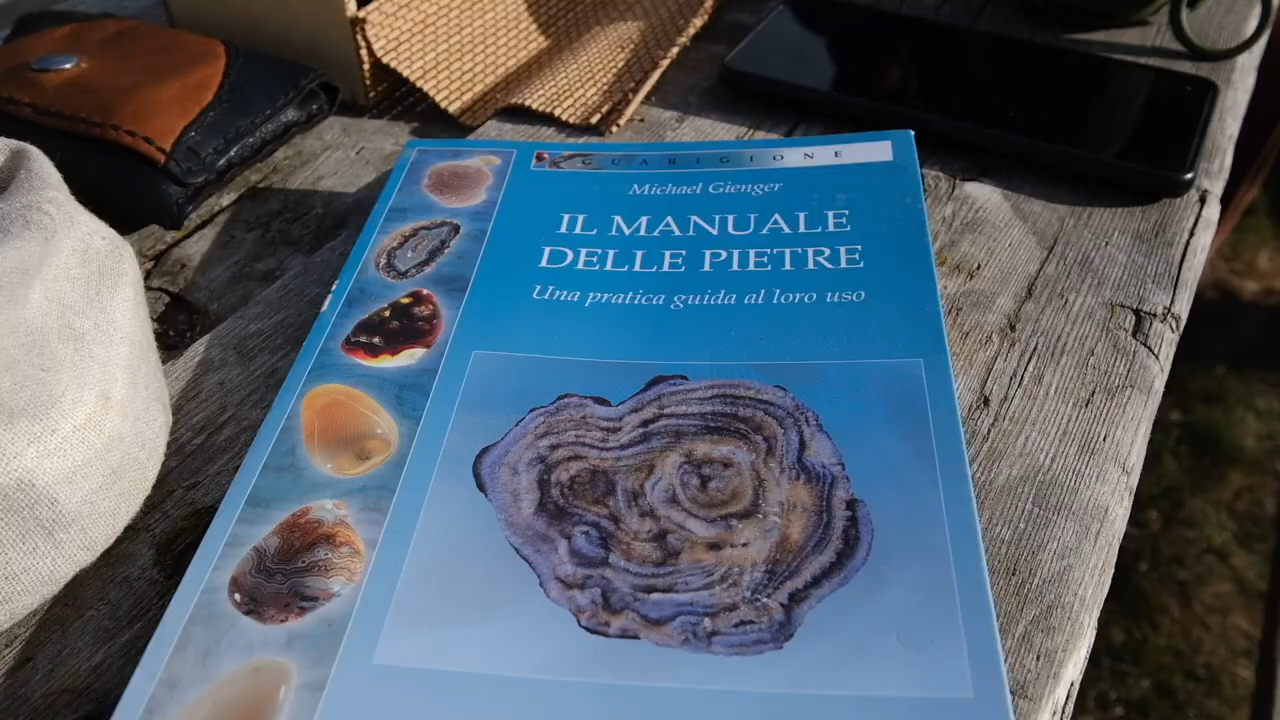 GUARIGIONE
Michael Gienger
IL MANUALE
DELLE PIETRE
Una pratica guida al loro uso